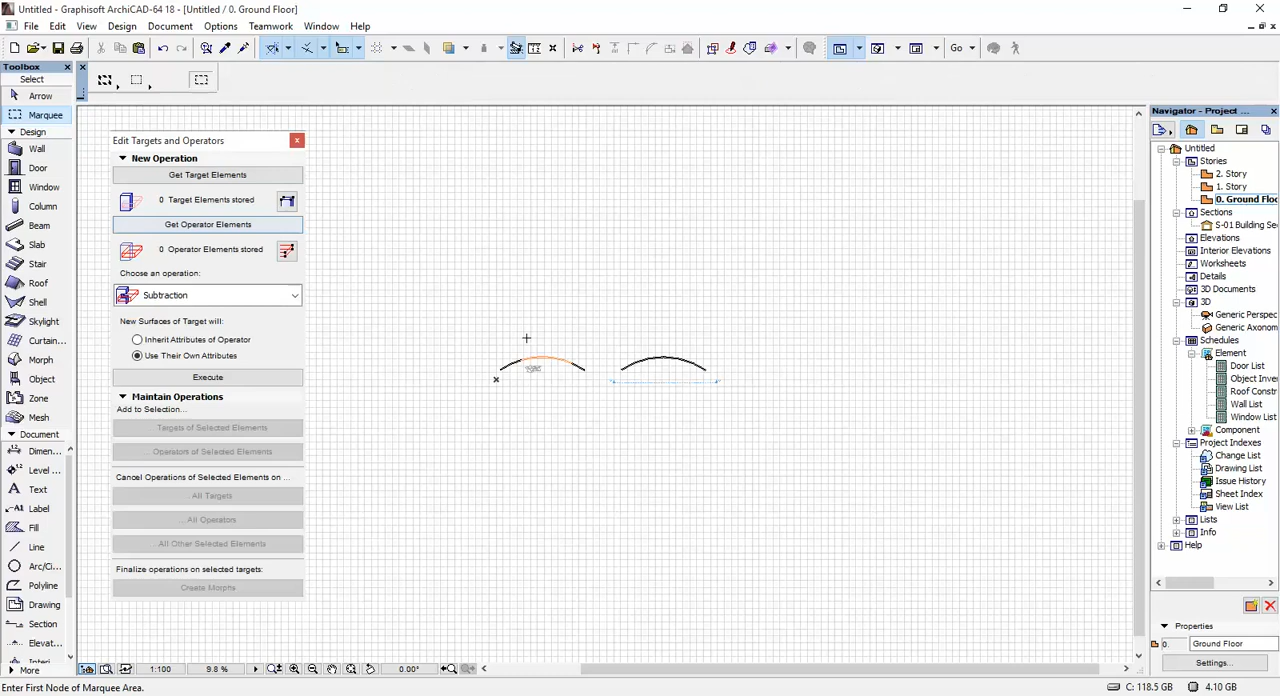 Untitled - Graphisoft ArchiCAD-64 18 - [Untitled / 0. Ground Floor]
File Edit View Design Document Options Teamwork Window Help
Go
Toolbox
Select
Arrow
Marquee
Design
Wall
Door
Window
Column
Beam
Slab
Stair
Roof
Shell
Skylight
Curtain...
Morph
Object
Zone
Mesh
Document
Dimen...
Level ...
Text
Label
Fill
Line
Arc/Ci...
Polyline
Drawing
Section
Elevat...
Interi...
More
Edit Targets and Operators
New Operation
Get Target Elements
0 Target Elements stored
Get Operator Elements
0 Operator Elements stored
Choose an operation:
Subtraction
New Surfaces of Target will:
Inherit Attributes of Operator
Use Their Own Attributes
Execute
Maintain Operations
Add to Selection...
Targets of Selected Elements
...Operators of Selected Elements
Cancel Operations of Selected Elements on ...
...All Targets
...All Operators
...All Other Selected Elements
Finalize operations on selected targets:
Create Morphs
Navigator - Project ...
Untitled
Stories
2. Story
1. Story
0. Ground Floo
Sections
S-01 Building Se
Elevations
Interior Elevations
Worksheets
Details
3D Documents
3D
Generic Perspe
Generic Axonom
Schedules
Element
Door List
Object Inver
Roof Constr
Wall List
Window List
Component
Project Indexes
Change List
Drawing List
Issue History
Sheet Index
View List
Lists
Info
Help
Properties
0. Ground Floor
Settings...
1:100 9.8 % 0.00°
Enter First Node of Marquee Area.
C: 118.5 GB 4.10 GB